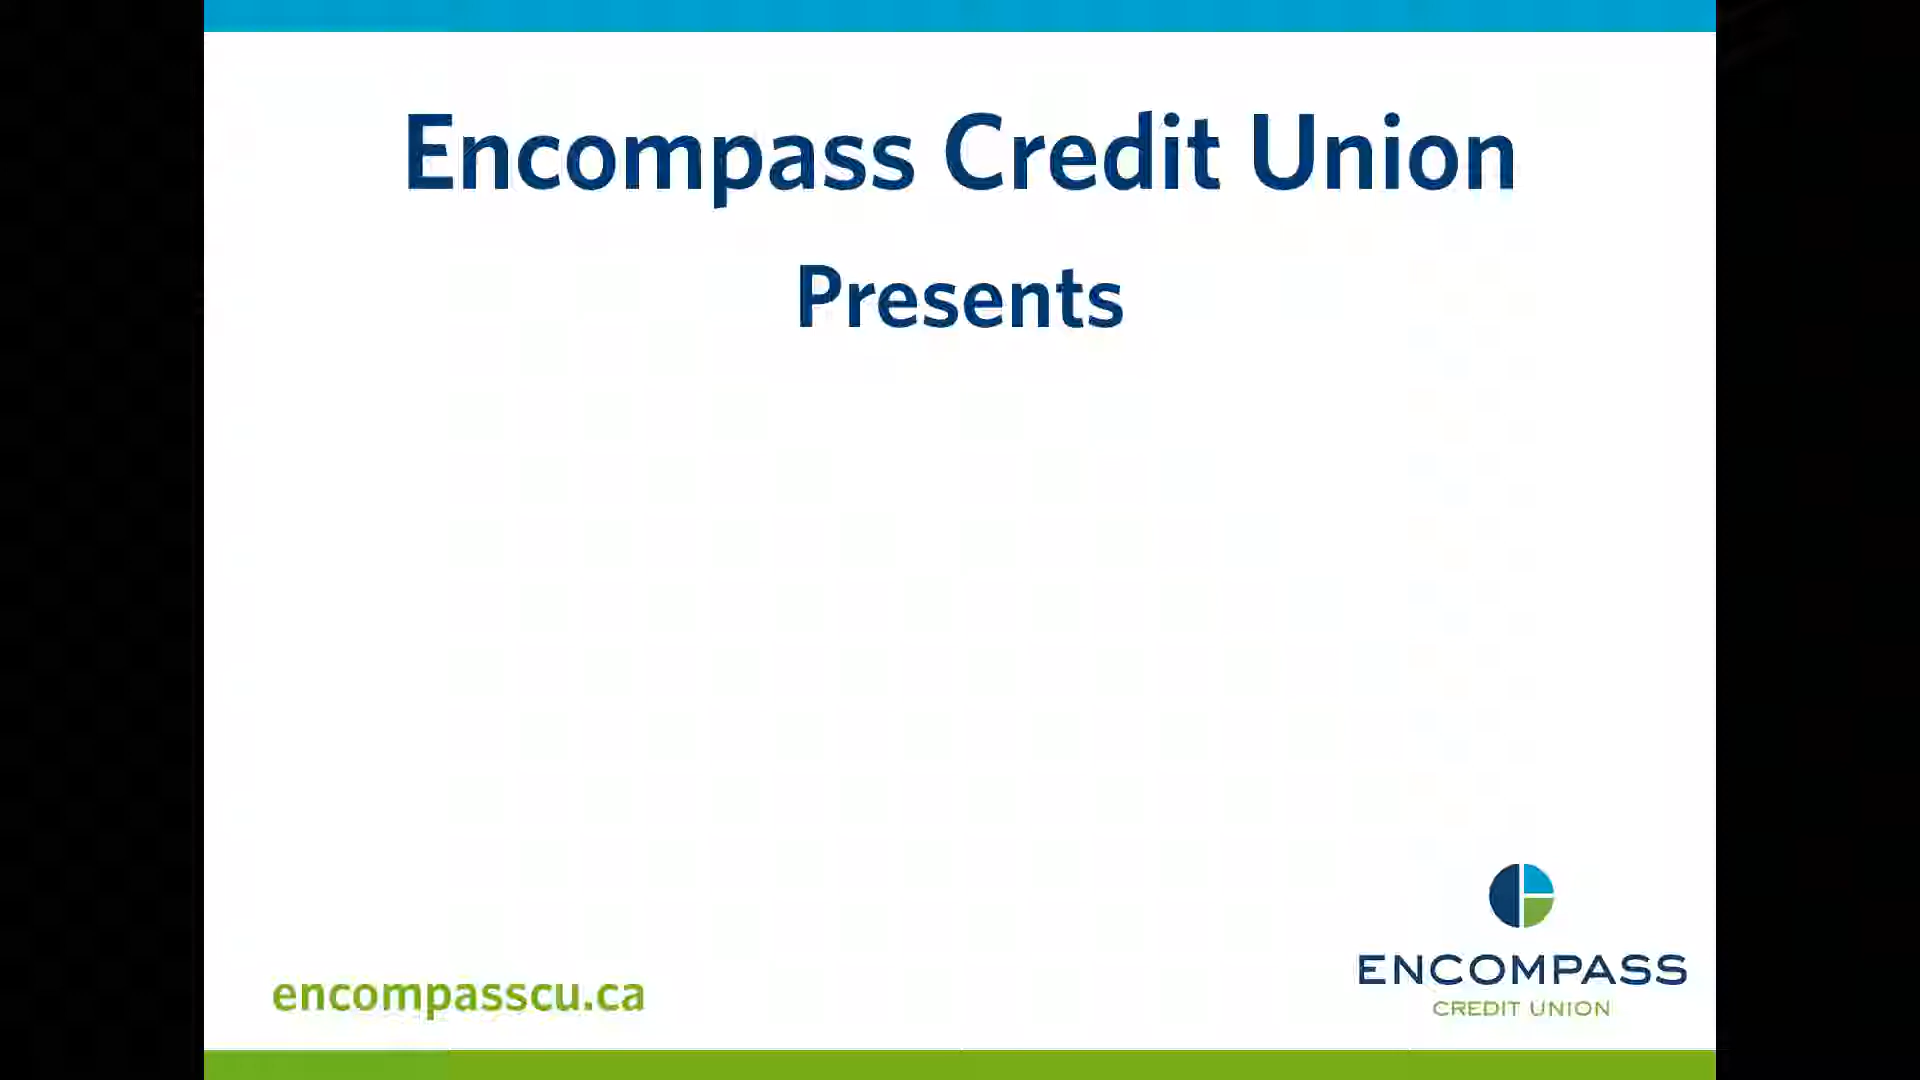 Encompass Credit Union
Presents
encompasscu.ca
ENCOMPASS
CREDIT UNION